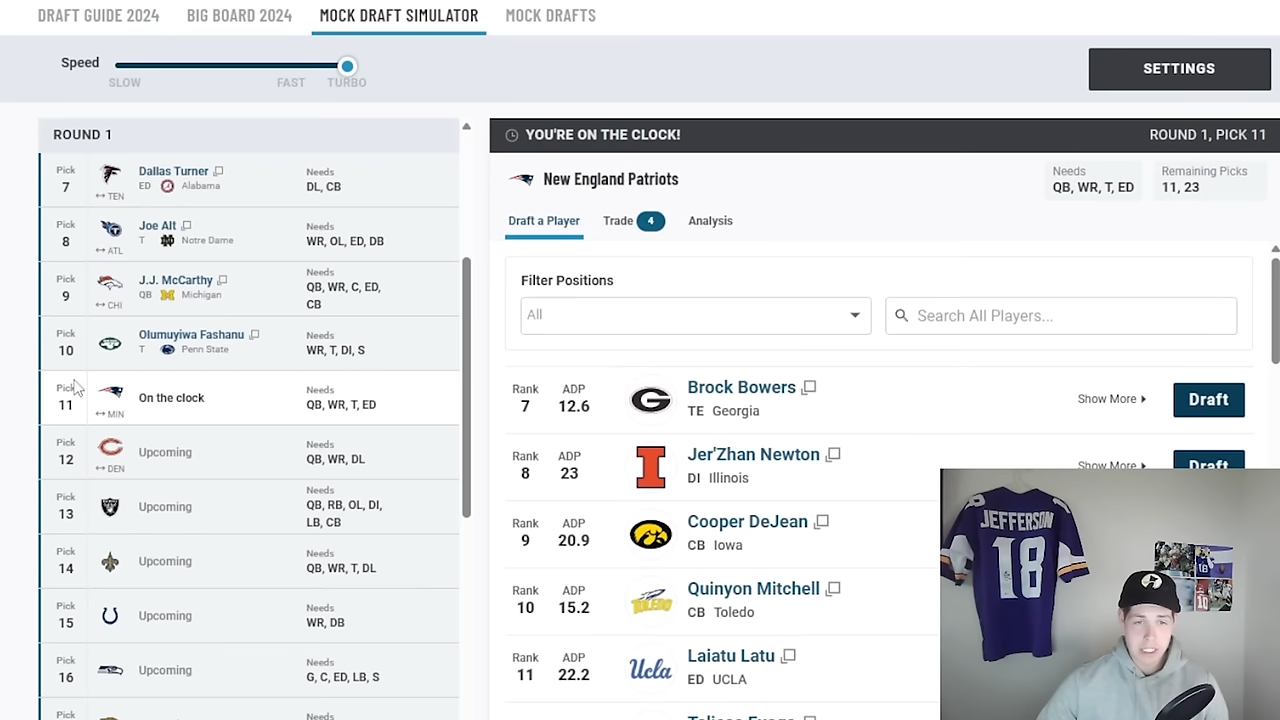 DRAFT GUIDE 2024 BIG BOARD 2024 MOCK DRAFT SIMULATOR MOCK DRAFTS
Speed
SLOW FAST TURBO
SETTINGS
ROUND 1
Pick 7
↔ TEN
Dallas Turner
ED Alabama
Needs
DL, CB
Pick 8
↔ ATL
Joe Alt
T Notre Dame
Needs
WR, OL, ED, DB
Pick 9
↔ CHI
J.J. McCarthy
QB Michigan
Needs
QB, WR, C, ED,
CB
Pick 10
Olumuyiwa Fashanu
T Penn State
Needs
WR, T, DI, S
Pick 11
↔ MIN
On the clock
Needs
QB, WR, T, ED
Pick 12
↔ DEN
Upcoming
Needs
QB, WR, DL
Pick 13
Upcoming
Needs
QB, RB, OL, DI,
LB, CB
Pick 14
Upcoming
Needs
QB, WR, T, DL
Pick 15
Upcoming
Needs
WR, DB
Pick 16
Upcoming
Needs
G, C, ED, LB, S
Pick
Needs
YOU'RE ON THE CLOCK! ROUND 1, PICK 11
New England Patriots
Needs
QB, WR, T, ED
Remaining Picks
11, 23
Draft a Player Trade 4 Analysis
Filter Positions
All
Search All Players...
Rank 7
ADP 12.6
Brock Bowers
TE Georgia
Show More
Draft
Rank 8
ADP 23
Jer'Zhan Newton
DI Illinois
Show More
Draft
Rank 9
ADP 20.9
Cooper DeJean
CB Iowa
Rank 10
ADP 15.2
TOLEDO
Quinyon Mitchell
CB Toledo
Rank 11
ADP 22.2
Ucla
Laiatu Latu
ED UCLA
Rank ADP
JEFFERSON
18